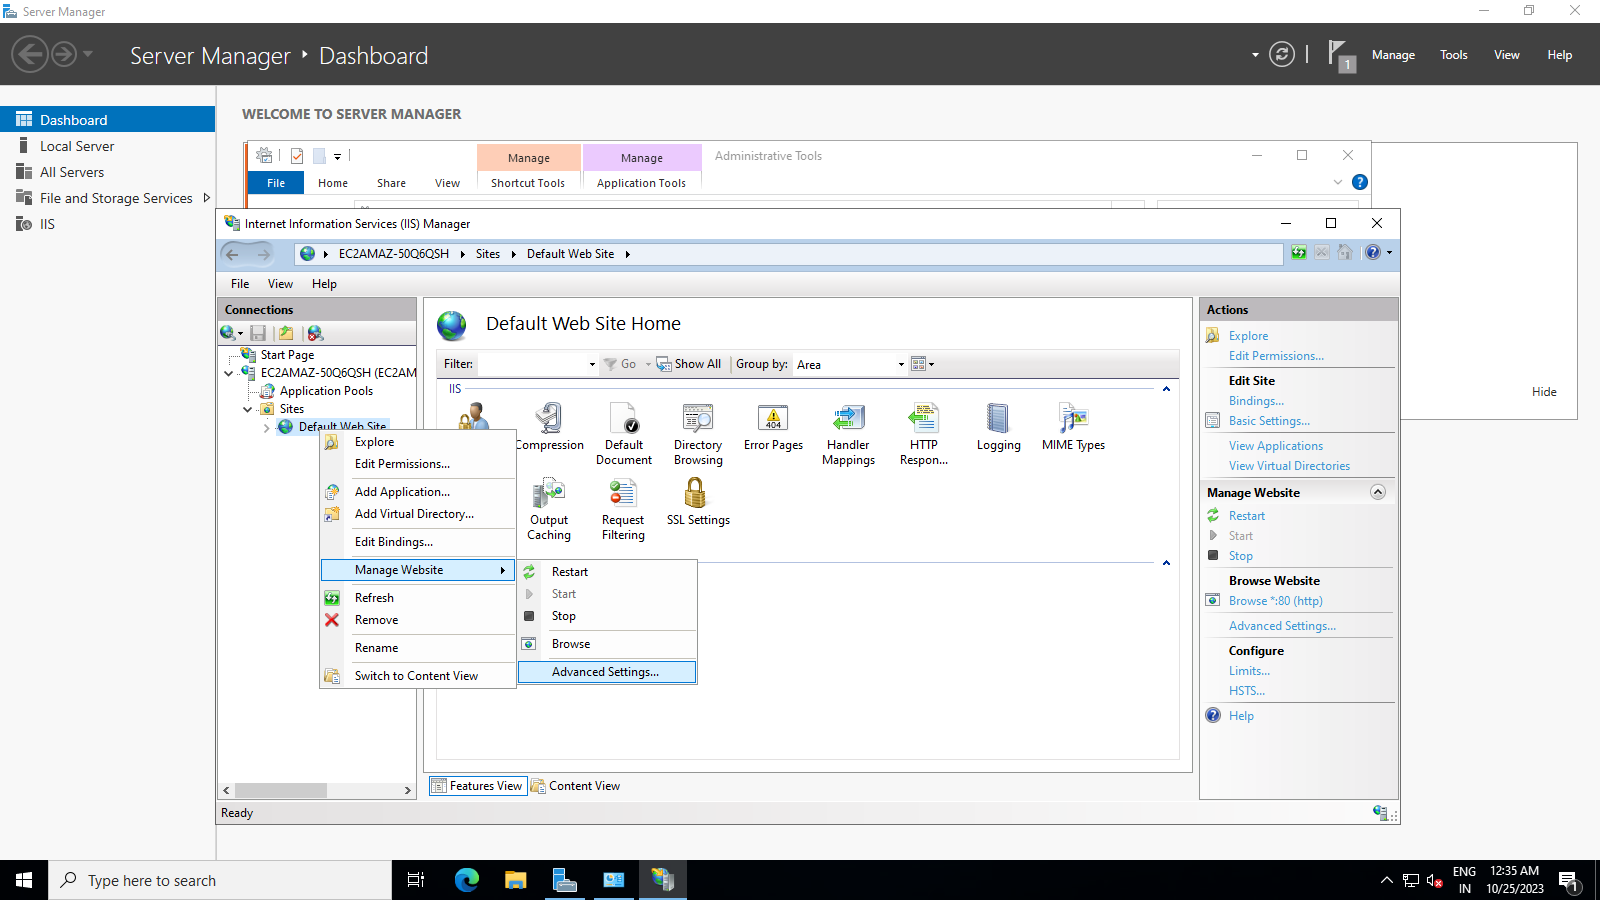 Server Manager
Server Manager
Dashboard
1
Manage
Tools
View
Help
Dashboard
Local Server
All Servers
File and Storage Services
IIS
WELCOME TO SERVER MANAGER
Manage
Manage
Administrative Tools
File
Home
Share
View
Shortcut Tools
Application Tools
Hide
Internet Information Services (IIS) Manager
EC2AMAZ-50Q6QSH
Sites
Default Web Site
File
View
Help
Connections
Start Page
EC2AMAZ-50Q6QSH (EC2AM
Application Pools
Sites
Default Web Site
Default Web Site Home
Filter:
Go
Show All
Group by:
Area
IIS
Compression
Default Document
Directory Browsing
Error Pages
404
Handler Mappings
HTTP Respon...
Logging
MIME Types
Output Caching
Request Filtering
SSL Settings
Explore
Edit Permissions...
Add Application...
Add Virtual Directory...
Edit Bindings...
Manage Website
Refresh
Remove
Rename
Switch to Content View
Restart
Start
Stop
Browse
Advanced Settings...
Features View
Content View
Ready
Actions
Explore
Edit Permissions...
Edit Site
Bindings...
Basic Settings...
View Applications
View Virtual Directories
Manage Website
Restart
Start
Stop
Browse Website
Browse *:80 (http)
Advanced Settings...
Configure
Limits...
HSTS...
Help
Type here to search
ENG
IN
12:35 AM
10/25/2023
1